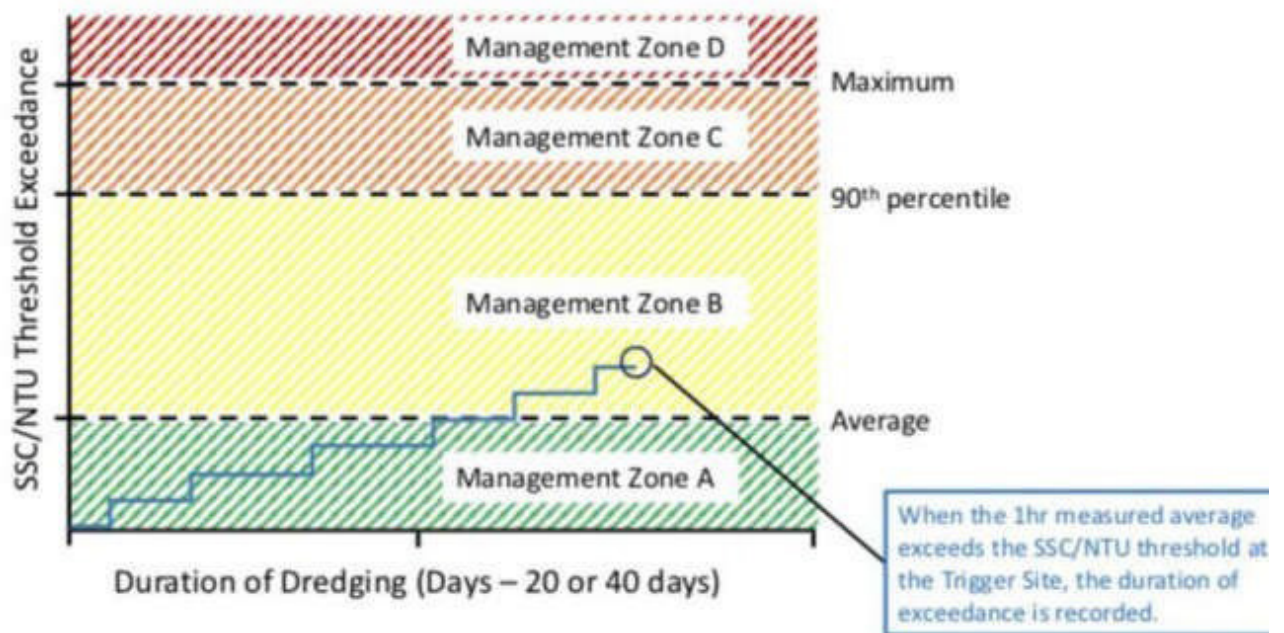 SSC/NTU Threshold Exceedance
Management Zone D
Maximum
Management Zone C
90th percentile
Management Zone B
Average
Management Zone A
Duration of Dredging (Days – 20 or 40 days)
When the 1hr measured average
exceeds the SSC/NTU threshold at
the Trigger Site, the duration of
exceedance is recorded.